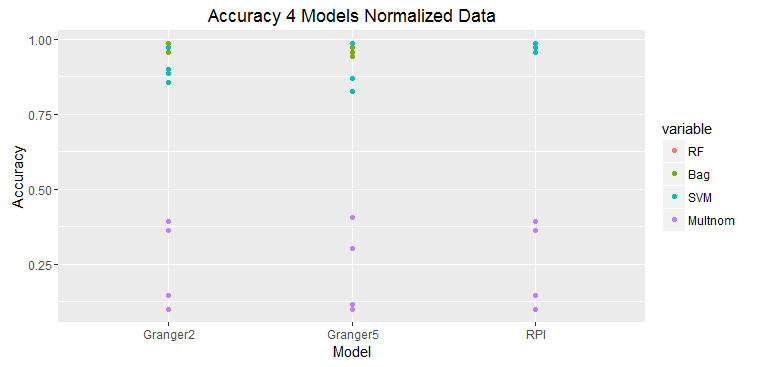 Accuracy 4 Models Normalized Data
1.00
0.75
0.50
0.25
Accuracy
Granger2
Granger5
RPI
Model
variable
RF
Bag
SVM
Multnom